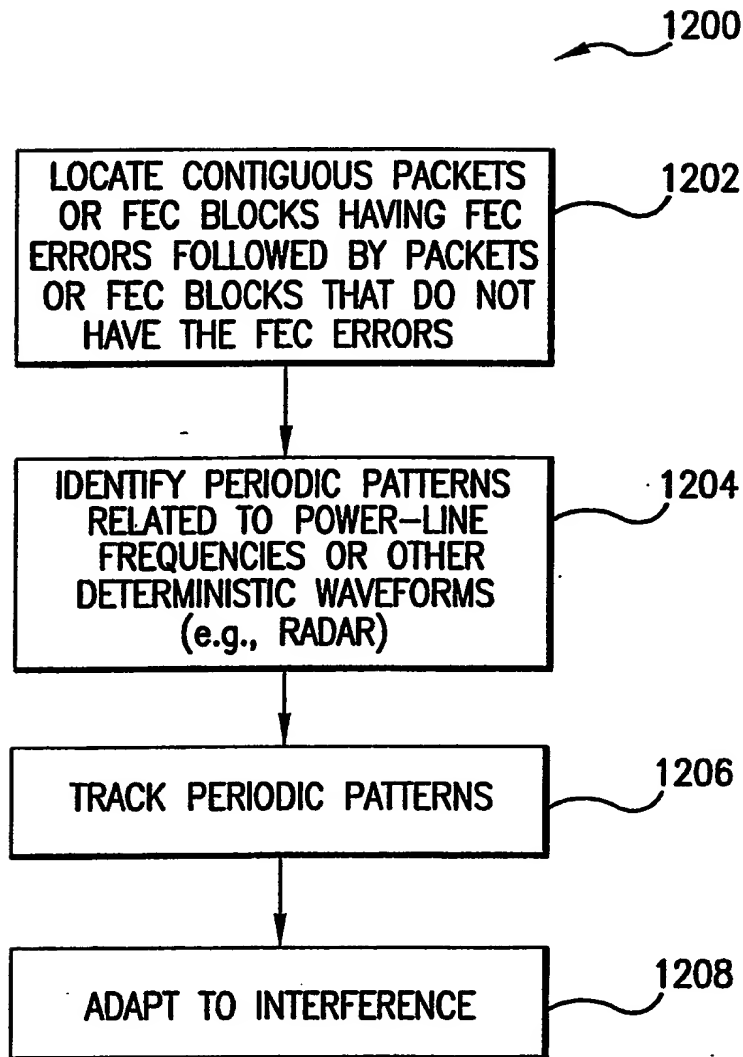 1200
LOCATE CONTIGUOUS PACKETS
OR FEC BLOCKS HAVING FEC
ERRORS FOLLOWED BY PACKETS
OR FEC BLOCKS THAT DO NOT
HAVE THE FEC ERRORS
1202
IDENTIFY PERIODIC PATTERNS
RELATED TO POWER-LINE
FREQUENCIES OR OTHER
DETERMINISTIC WAVEFORMS
(e.g., RADAR)
1204
TRACK PERIODIC PATTERNS
1206
ADAPT TO INTERFERENCE
1208